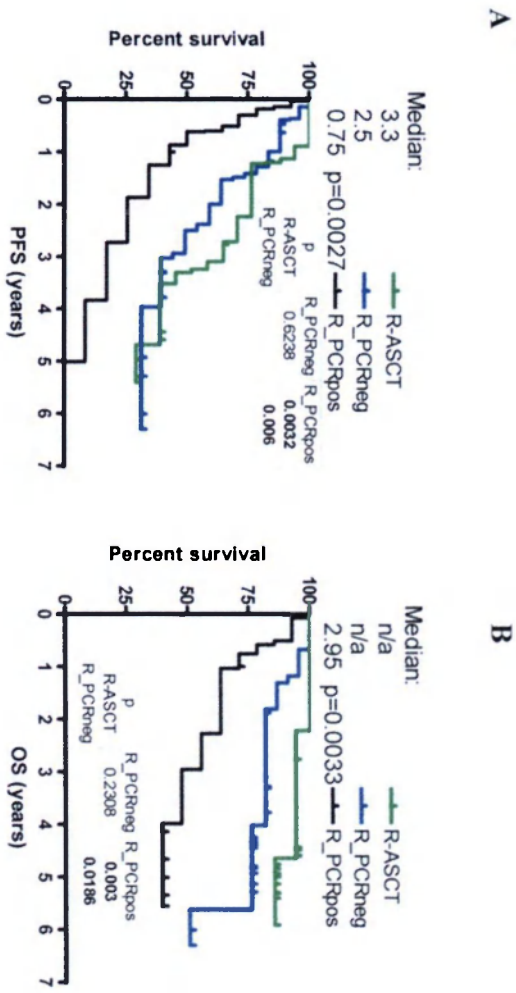 A
Median:
3.3 R-ASCT
2.5 R_PCRneg
0.75 p=0.0027 R_PCRpos
p R_PCRneg R_PCRpos
R-ASCT 0.6238 0.0032
R_PCRneg 0.006
Percent survival
100
75
50
25
0
0 1 2 3 4 5 6 7
PFS (years)
B
Median:
n/a R-ASCT
n/a R_PCRneg
2.95 p=0.0033 R_PCRpos
p R_PCRneg R_PCRpos
R-ASCT 0.2308 0.003
R_PCRneg 0.0186
Percent survival
100
75
50
25
0
0 1 2 3 4 5 6 7
OS (years)